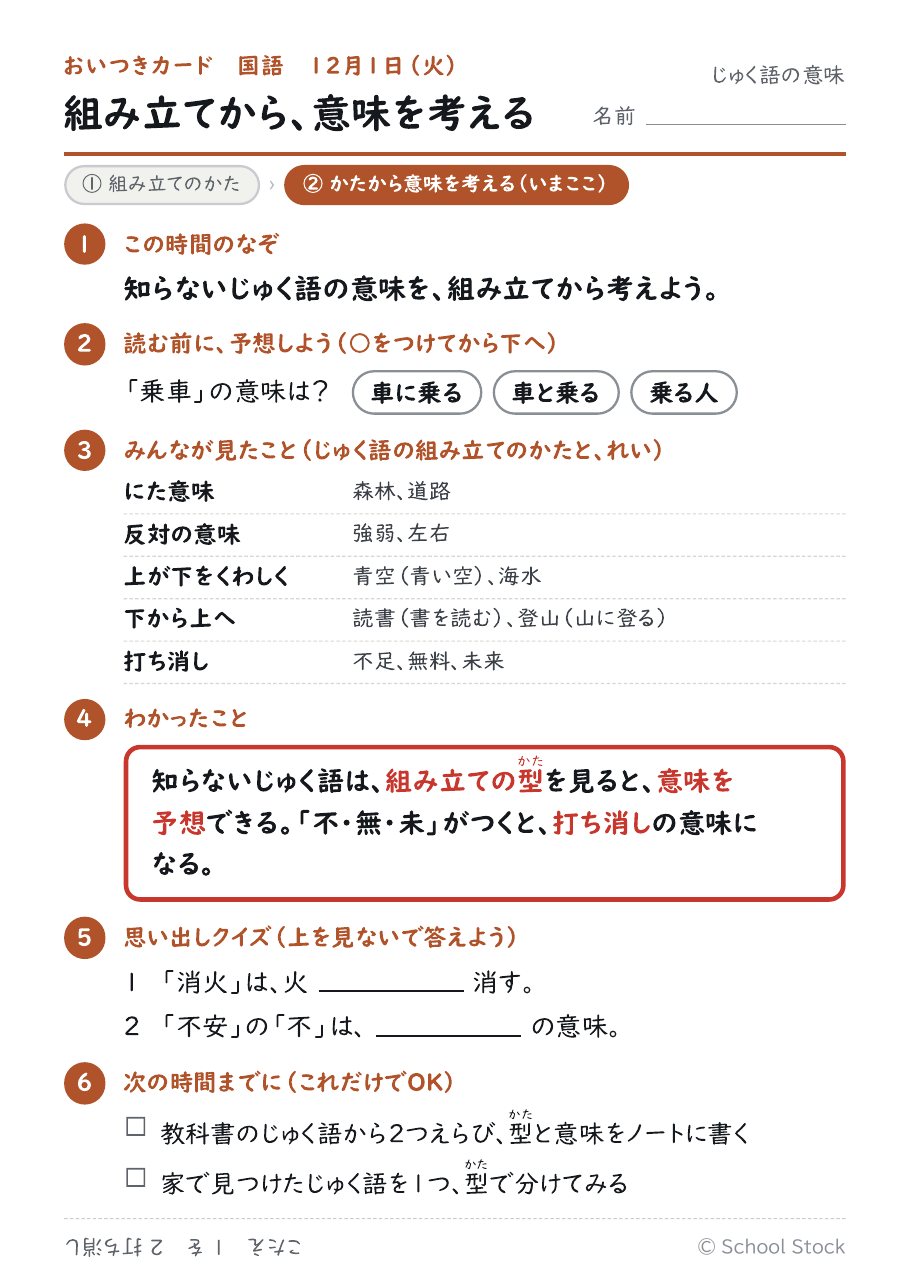 おいつきカード　国語　12月1日（火）
じゅく語の意味
組み立てから、意味を考える
名前
① 組み立てのかた › ② かたから意味を考える（いまここ）
1 この時間のなぞ
知らないじゅく語の意味を、組み立てから考えよう。
2 読む前に、予想しよう（○をつけてから下へ）
「乗車」の意味は？ 車に乗る 車と乗る 乗る人
3 みんなが見たこと（じゅく語の組み立てのかたと、れい）
にた意味 森林、道路
反対の意味 強弱、左右
上が下をくわしく 青空（青い空）、海水
下から上へ 読書（書を読む）、登山（山に登る）
打ち消し 不足、無料、未来
4 わかったこと
かた
知らないじゅく語は、組み立ての型を見ると、意味を
予想できる。「不・無・未」がつくと、打ち消しの意味に
なる。
5 思い出しクイズ（上を見ないで答えよう）
1 「消火」は、火 ＿＿＿＿ 消す。
2 「不安」の「不」は、＿＿＿＿ の意味。
6 次の時間までに（これだけでOK）
かた
□ 教科書のじゅく語から2つえらび、型と意味をノートに書く
かた
□ 家で見つけたじゅく語を1つ、型で分けてみる
こたえ　1 を　2 打ち消し
© School Stock